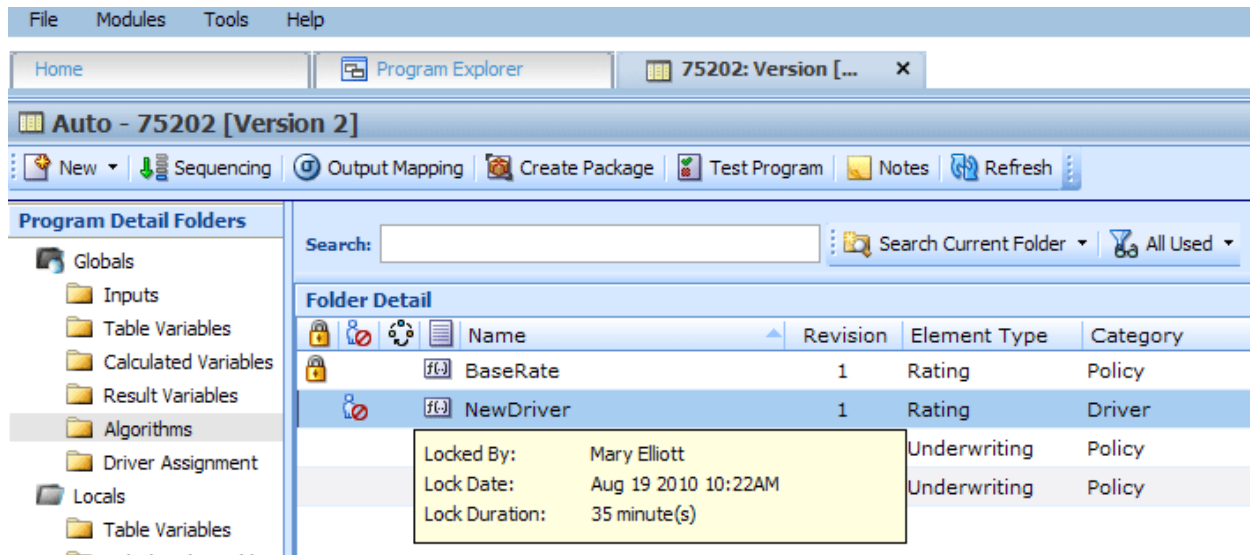 File Modules Tools Help
Home Program Explorer 75202: Version [... ×
Auto - 75202 [Version 2]
New Sequencing Output Mapping Create Package Test Program Notes Refresh
Program Detail Folders
Globals
Inputs
Table Variables
Calculated Variables
Result Variables
Algorithms
Driver Assignment
Locals
Table Variables
Search: Search Current Folder All Used
Folder Detail
Name Revision Element Type Category
f(.) BaseRate 1 Rating Policy
f(.) NewDriver 1 Rating Driver
Underwriting Policy
Underwriting Policy
Locked By: Mary Elliott
Lock Date: Aug 19 2010 10:22AM
Lock Duration: 35 minute(s)